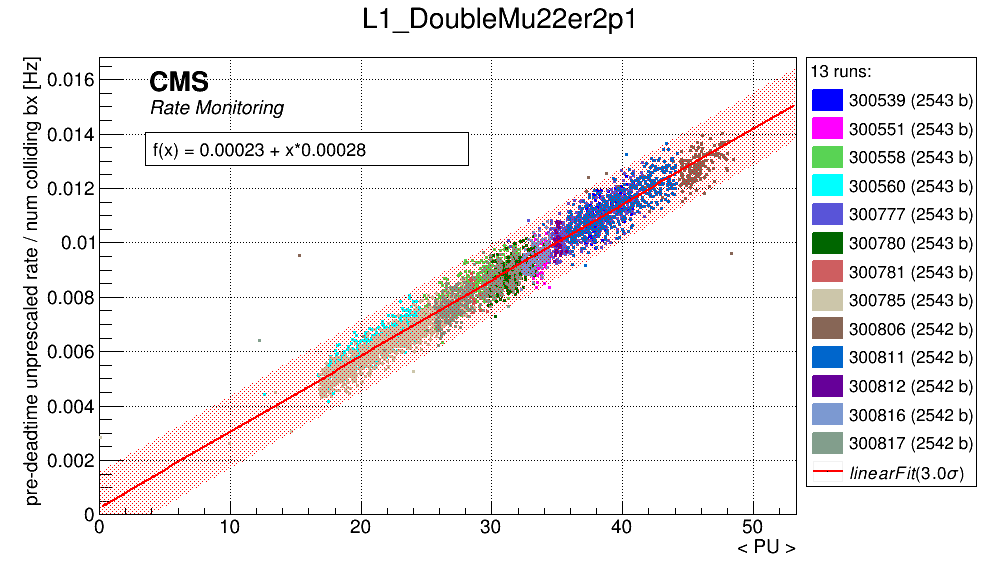 L1_DoubleMu22er2p1
pre-deadtime unprescaled rate / num colliding bx [Hz]
0.016
0.014
0.012
0.01
0.008
0.006
0.004
0.002
0
CMS
Rate Monitoring
f(x) = 0.00023 + x*0.00028
0 10 20 30 40 50
< PU >
13 runs:
300539 (2543 b)
300551 (2543 b)
300558 (2543 b)
300560 (2543 b)
300777 (2543 b)
300780 (2543 b)
300781 (2543 b)
300785 (2543 b)
300806 (2542 b)
300811 (2542 b)
300812 (2542 b)
300816 (2542 b)
300817 (2542 b)
linearFit(3.0σ)